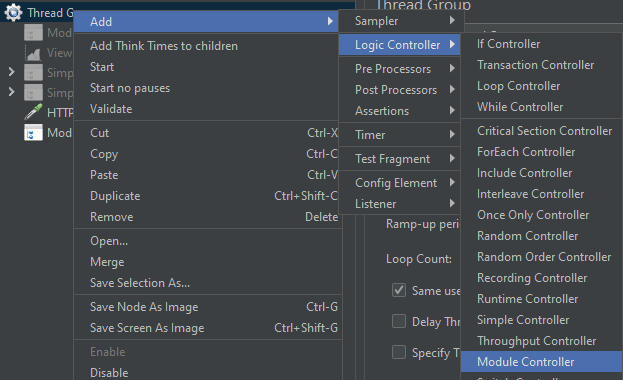 Thread G
Mod
View
Simp
Simp
HTTP
Mod
Add
Add Think Times to children
Start
Start no pauses
Validate
Cut Ctrl-X
Copy Ctrl-C
Paste Ctrl-V
Duplicate Ctrl+Shift-C
Remove Delete
Open...
Merge
Save Selection As...
Save Node As Image Ctrl-G
Save Screen As Image Ctrl+Shift-G
Enable
Disable
Sampler
Logic Controller
Pre Processors
Post Processors
Assertions
Timer
Test Fragment
Config Element
Listener
Thread Group
Ramp-up peri
Loop Count:
Same use
Delay Thr
Specify T
If Controller
Transaction Controller
Loop Controller
While Controller
Critical Section Controller
ForEach Controller
Include Controller
Interleave Controller
Once Only Controller
Random Controller
Random Order Controller
Recording Controller
Runtime Controller
Simple Controller
Throughput Controller
Module Controller